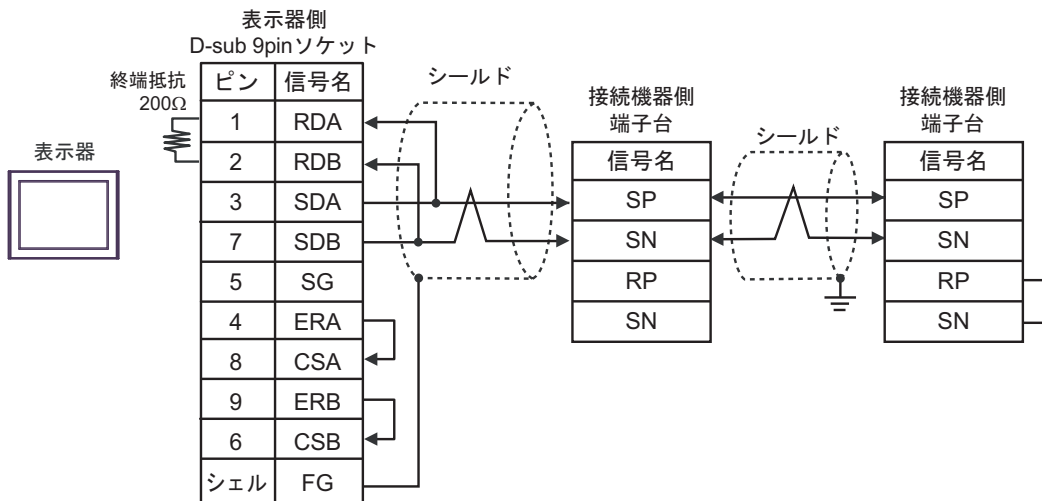 表示器側
D-sub 9pinソケット
終端抵抗
200Ω
表示器
ピン 信号名
1 RDA
2 RDB
3 SDA
7 SDB
5 SG
4 ERA
8 CSA
9 ERB
6 CSB
シェル FG
シールド
接続機器側
端子台
信号名
SP
SN
RP
SN
シールド
接続機器側
端子台
信号名
SP
SN
RP
SN